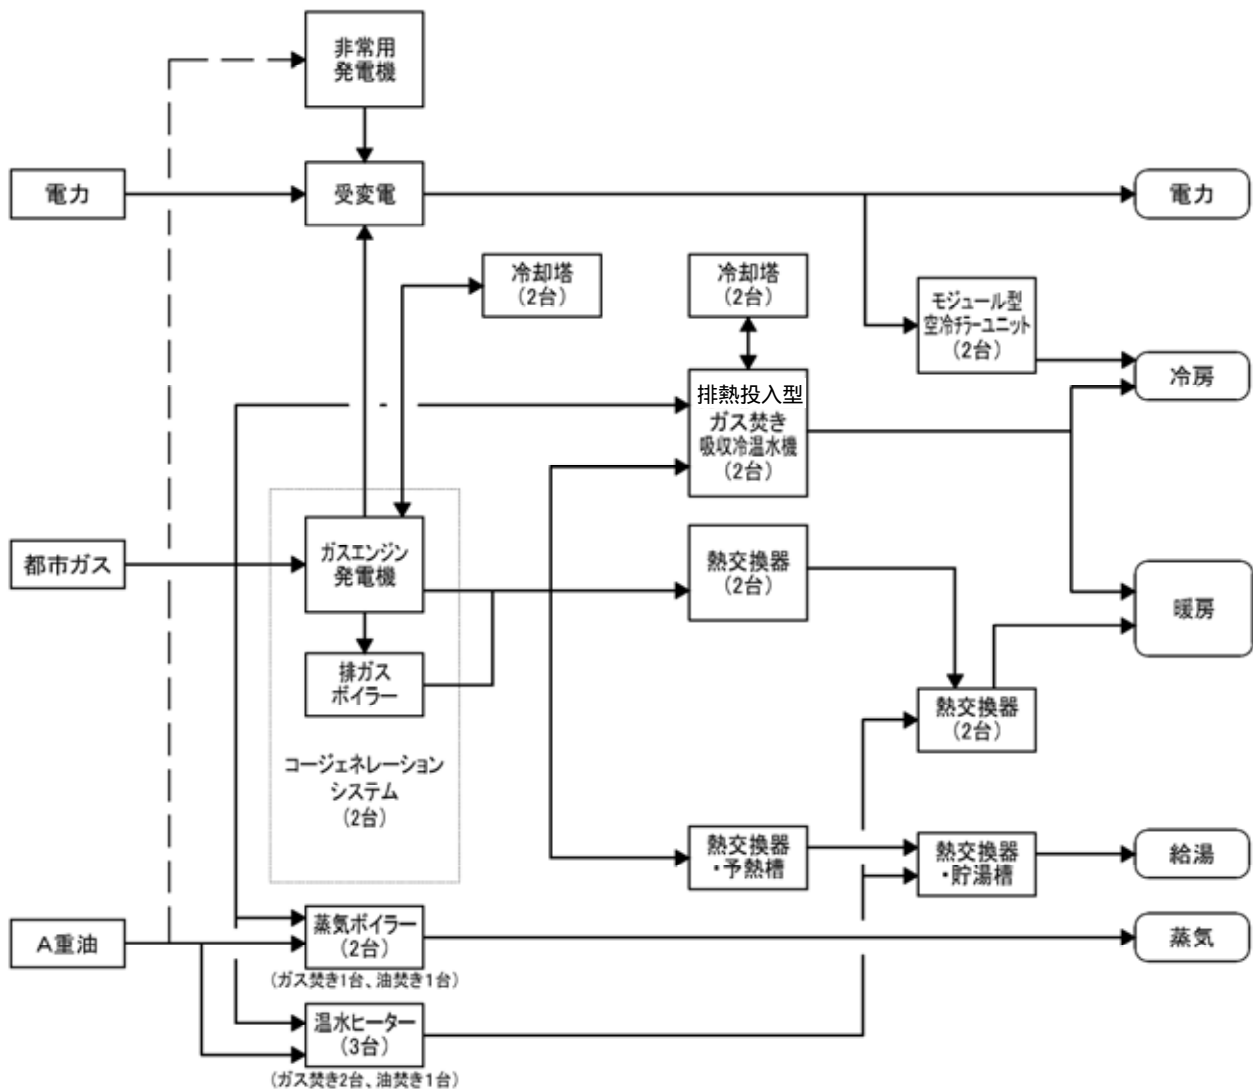 非常用
発電機
電力
受変電
電力
冷却塔
(2台)
冷却塔
(2台)
モジュール型
空冷チラーユニット
(2台)
冷房
排熱投入型
ガス焚き
吸収冷温水機
(2台)
都市ガス
ガスエンジン
発電機
熱交換器
(2台)
暖房
排ガス
ボイラー
熱交換器
(2台)
コージェネレーション
システム
(2台)
熱交換器
・予熱槽
熱交換器
・貯湯槽
給湯
A重油
蒸気ボイラー
(2台)
(ガス焚き1台、油焚き1台)
蒸気
温水ヒーター
(3台)
(ガス焚き2台、油焚き1台)